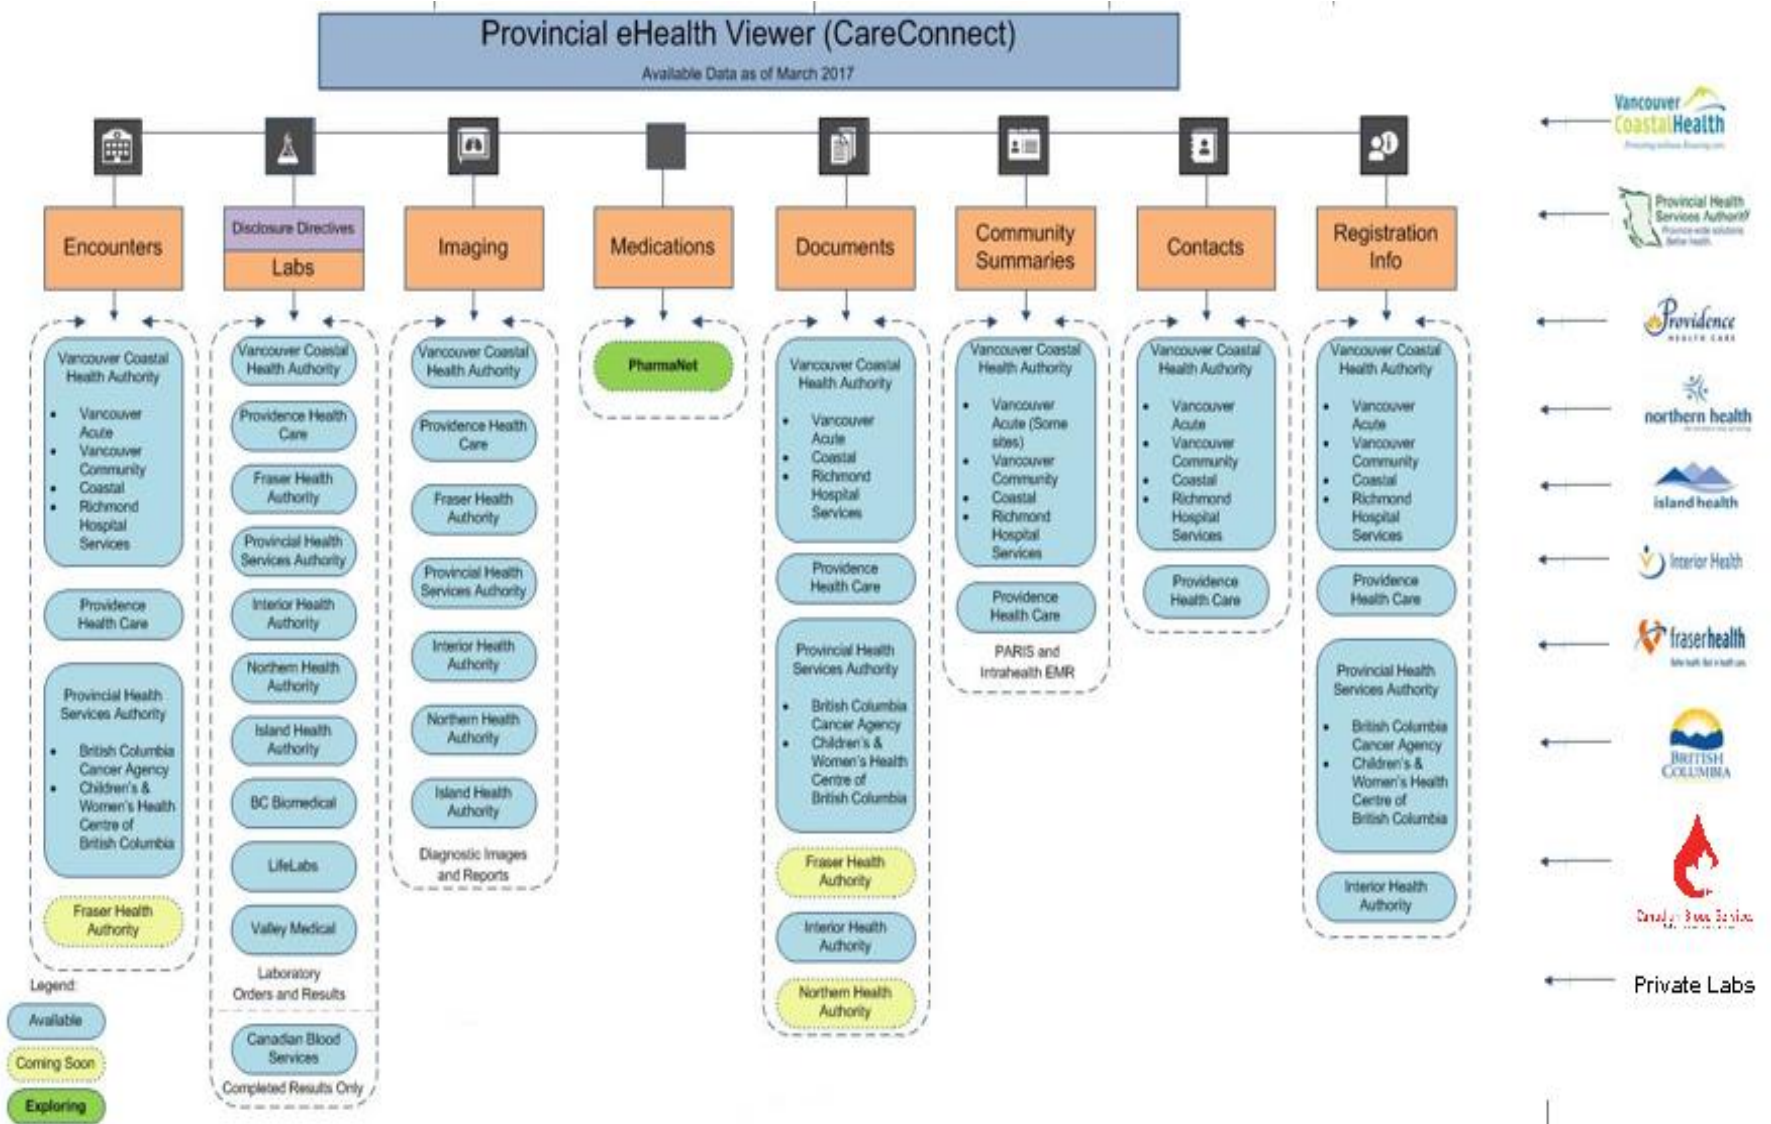 Provincial eHealth Viewer (CareConnect)
Available Data as of March 2017
Encounters
Vancouver Coastal
Health Authority
• Vancouver
Acute
• Vancouver
Community
• Coastal
• Richmond
Hospital
Services
Providence
Health Care
Provincial Health
Services Authority
• British Columbia
Cancer Agency
• Children's &
Women's Health
Centre of
British Columbia
Fraser Health
Authority
Disclosure Directives
Labs
Vancouver Coastal
Health Authority
Providence Health
Care
Fraser Health
Authority
Provincial Health
Services Authority
Interior Health
Authority
Northern Health
Authority
Island Health
Authority
BC Biomedical
LifeLabs
Valley Medical
Laboratory
Orders and Results
Canadian Blood
Services
Completed Results Only
Imaging
Vancouver Coastal
Health Authority
Providence Health
Care
Fraser Health
Authority
Provincial Health
Services Authority
Interior Health
Authority
Northern Health
Authority
Island Health
Authority
Diagnostic Images
and Reports
Medications
PharmaNet
Documents
Vancouver Coastal
Health Authority
• Vancouver
Acute
• Coastal
• Richmond
Hospital
Services
Providence
Health Care
Provincial Health
Services Authority
• British Columbia
Cancer Agency
• Children's &
Women's Health
Centre of
British Columbia
Fraser Health
Authority
Interior Health
Authority
Northern Health
Authority
Community
Summaries
Vancouver Coastal
Health Authority
• Vancouver
Acute (Some
sites)
• Vancouver
Community
• Coastal
• Richmond
Hospital
Services
Providence
Health Care
PARIS and
Intrahealth EMR
Contacts
Vancouver Coastal
Health Authority
• Vancouver
Acute
• Vancouver
Community
• Coastal
• Richmond
Hospital
Services
Providence
Health Care
Registration
Info
Vancouver Coastal
Health Authority
• Vancouver
Acute
• Vancouver
Community
• Coastal
• Richmond
Hospital
Services
Providence
Health Care
Provincial Health
Services Authority
• British Columbia
Cancer Agency
• Children's &
Women's Health
Centre of
British Columbia
Interior Health
Authority
Legend:
Available
Coming Soon
Exploring
Vancouver
CoastalHealth
Provincial Health
Services Authority
Province-wide solutions.
Better health.
Providence
HEALTH CARE
northern health
island health
Interior Health
fraserhealth
BRITISH
COLUMBIA
Canadian Blood Services
Private Labs